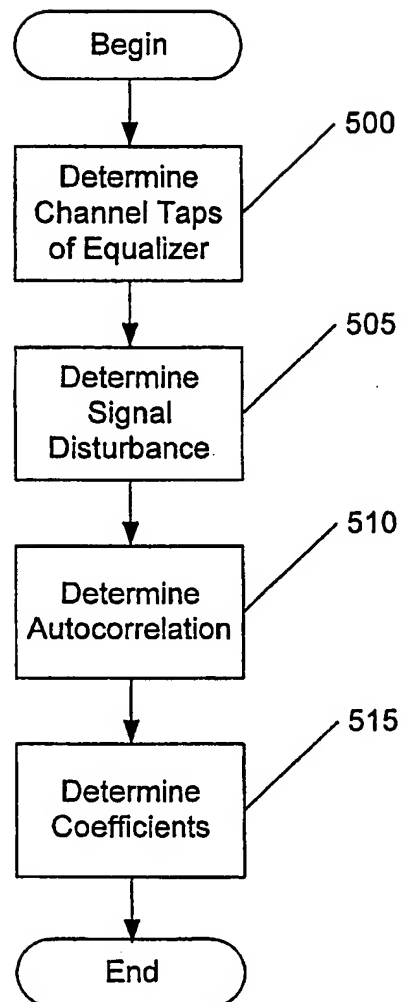 Begin
500
Determine
Channel Taps
of Equalizer
505
Determine
Signal
Disturbance
510
Determine
Autocorrelation
515
Determine
Coefficients
End